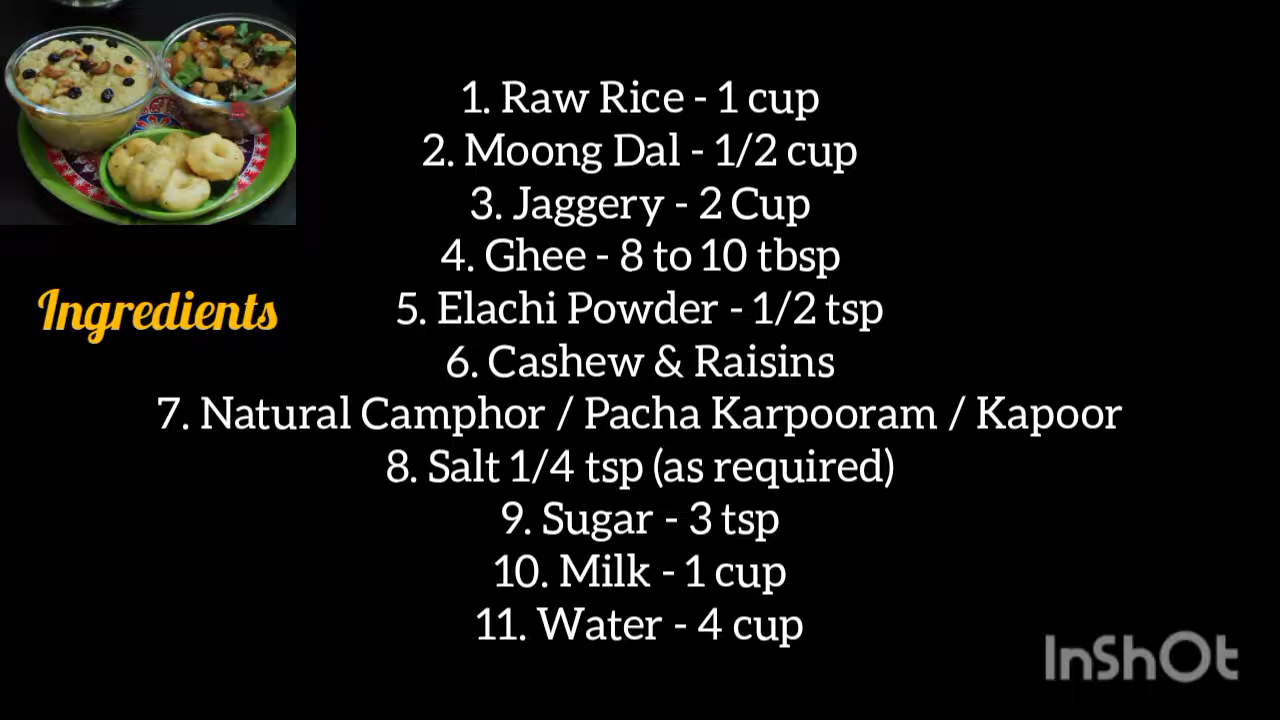 1. Raw Rice - 1 cup
2. Moong Dal - 1/2 cup
3. Jaggery - 2 Cup
4. Ghee - 8 to 10 tbsp
Ingredients
5. Elachi Powder - 1/2 tsp
6. Cashew & Raisins
7. Natural Camphor / Pacha Karpooram / Kapoor
8. Salt 1/4 tsp (as required)
9. Sugar - 3 tsp
10. Milk - 1 cup
11. Water - 4 cup
InShOt